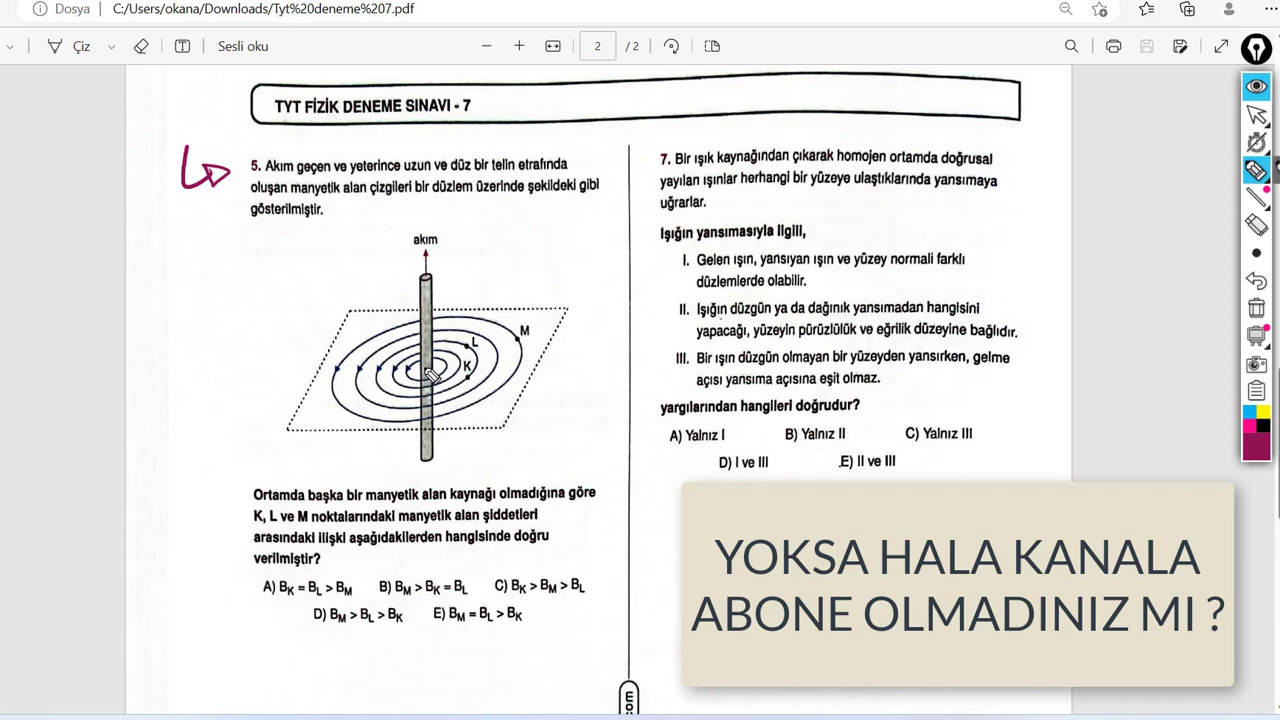 Dosya
C:/Users/okana/Downloads/Tyt%20deneme%207.pdf
Çiz
Sesli oku
2
/ 2
TYT FİZİK DENEME SINAVI - 7
5. Akım geçen ve yeterince uzun ve düz bir telin etrafında
oluşan manyetik alan çizgileri bir düzlem üzerinde şekildeki gibi
gösterilmiştir.
akım
M
L
K
Ortamda başka bir manyetik alan kaynağı olmadığına göre
K, L ve M noktalarındaki manyetik alan şiddetleri
arasındaki ilişki aşağıdakilerden hangisinde doğru
verilmiştir?
A) BK = BL > BM B) BM > BK = BL C) BK > BM > BL
D) BM > BL > BK E) BM = BL > BK
7. Bir ışık kaynağından çıkarak homojen ortamda doğrusal
yayılan ışınlar herhangi bir yüzeye ulaştıklarında yansımaya
uğrarlar.
Işığın yansımasıyla ilgili,
I. Gelen ışın, yansıyan ışın ve yüzey normali farklı
düzlemlerde olabilir.
II. Işığın düzgün ya da dağınık yansımadan hangisini
yapacağı, yüzeyin pürüzlülük ve eğrilik düzeyine bağlıdır.
III. Bir ışın düzgün olmayan bir yüzeyden yansırken, gelme
açısı yansıma açısına eşit olmaz.
yargılarından hangileri doğrudur?
A) Yalnız I B) Yalnız II C) Yalnız III
D) I ve III E) II ve III
YOKSA HALA KANALA
ABONE OLMADINIZ MI ?
com